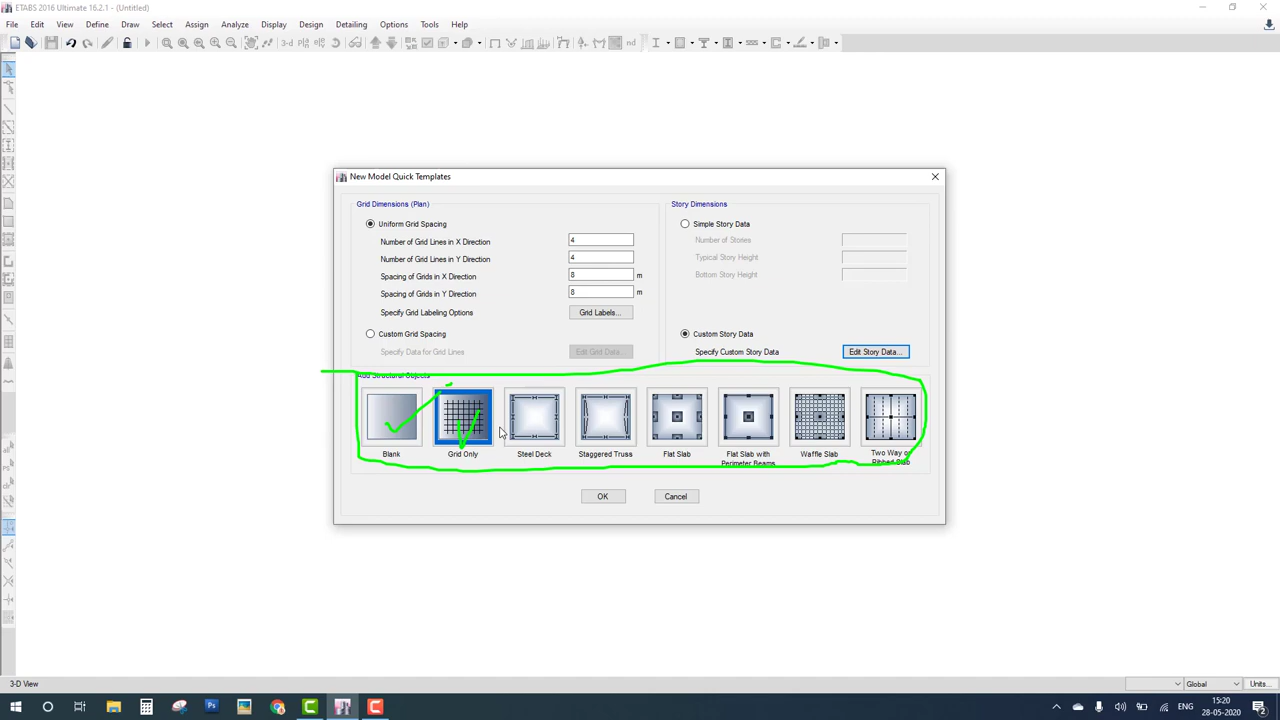 ETABS 2016 Ultimate 16.2.1 - (Untitled)
File Edit View Define Draw Select Assign Analyze Display Design Detailing Options Tools Help
3-d
nd
New Model Quick Templates
Grid Dimensions (Plan)
Uniform Grid Spacing
Number of Grid Lines in X Direction 4
Number of Grid Lines in Y Direction 4
Spacing of Grids in X Direction 8 m
Spacing of Grids in Y Direction 8 m
Specify Grid Labeling Options Grid Labels...
Custom Grid Spacing
Specify Data for Grid Lines Edit Grid Data...
Story Dimensions
Simple Story Data
Number of Stories
Typical Story Height
Bottom Story Height
Custom Story Data
Specify Custom Story Data Edit Story Data...
Add Structural Objects
Blank
Grid Only
Steel Deck
Staggered Truss
Flat Slab
Flat Slab with
Perimeter Beams
Waffle Slab
Two Way or
Ribbed Slab
OK Cancel
3-D View
Global
Units...
ENG
15:20
28-05-2020
2